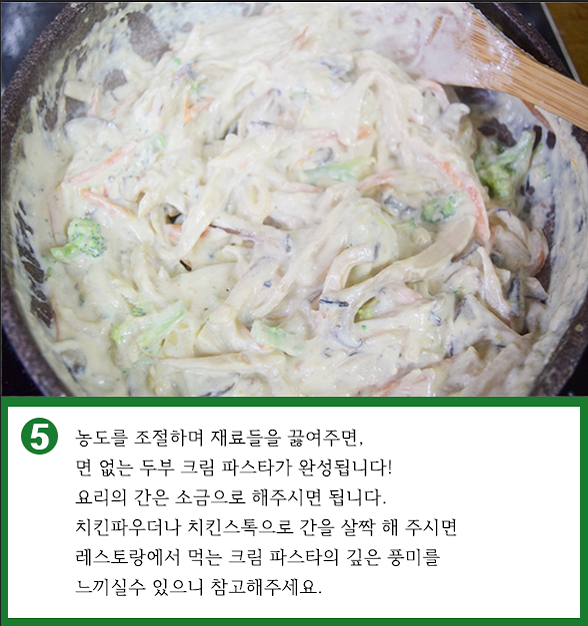 5
농도를 조절하며 재료들을 끓여주면,
면 없는 두부 크림 파스타가 완성됩니다!
요리의 간은 소금으로 해주시면 됩니다.
치킨파우더나 치킨스톡으로 간을 살짝 해 주시면
레스토랑에서 먹는 크림 파스타의 깊은 풍미를
느끼실수 있으니 참고해주세요.